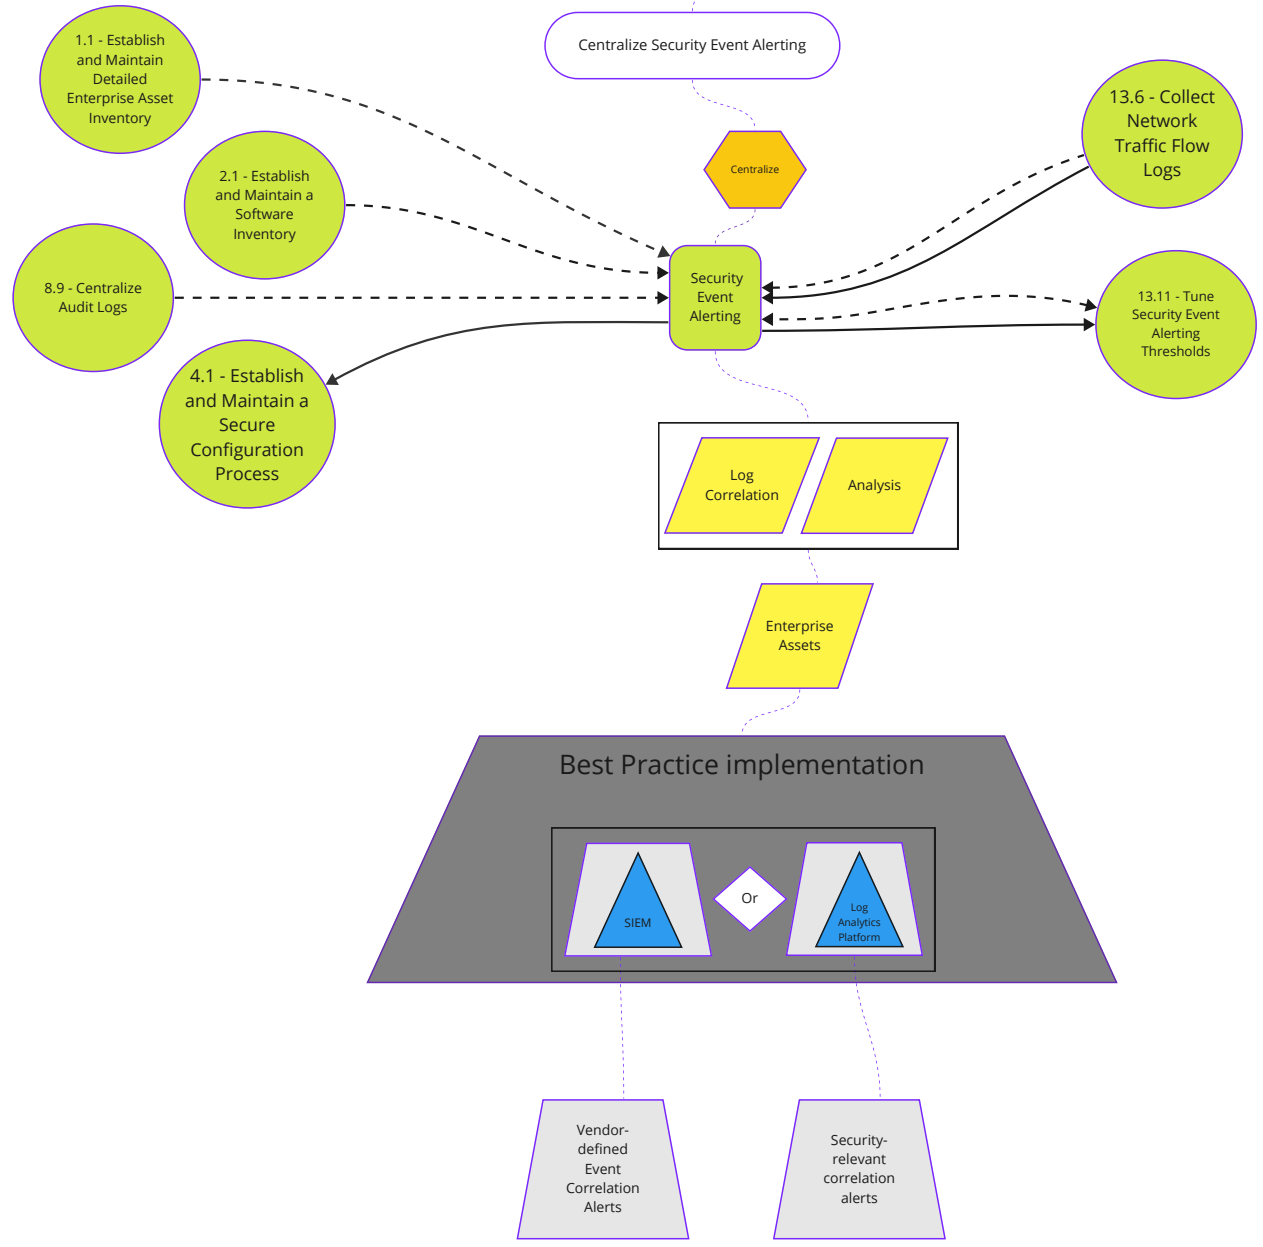 1.1 - Establish
and Maintain
Detailed
Enterprise Asset
Inventory
Centralize Security Event Alerting
13.6 - Collect
Network
Traffic Flow
Logs
Centralize
2.1 - Establish
and Maintain a
Software
Inventory
8.9 - Centralize
Audit Logs
Security
Event
Alerting
13.11 - Tune
Security Event
Alerting
Thresholds
4.1 - Establish
and Maintain a
Secure
Configuration
Process
Log
Correlation
Analysis
Enterprise
Assets
Best Practice implementation
SIEM
Or
Log
Analytics
Platform
Vendor-
defined
Event
Correlation
Alerts
Security-
relevant
correlation
alerts